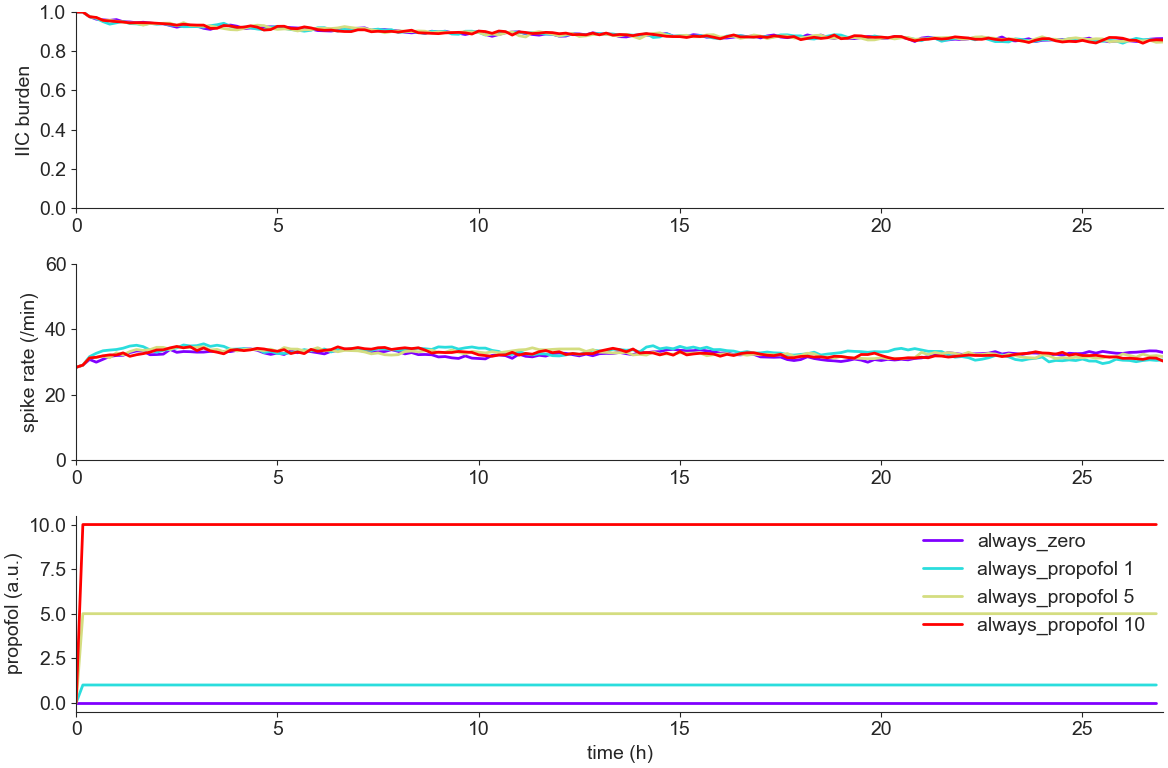 IIC burden
1.0
0.8
0.6
0.4
0.2
0.0
0 5 10 15 20 25
spike rate (/min)
60
40
20
0
0 5 10 15 20 25
propofol (a.u.)
10.0
7.5
5.0
2.5
0.0
always_zero
always_propofol 1
always_propofol 5
always_propofol 10
0 5 10 15 20 25
time (h)